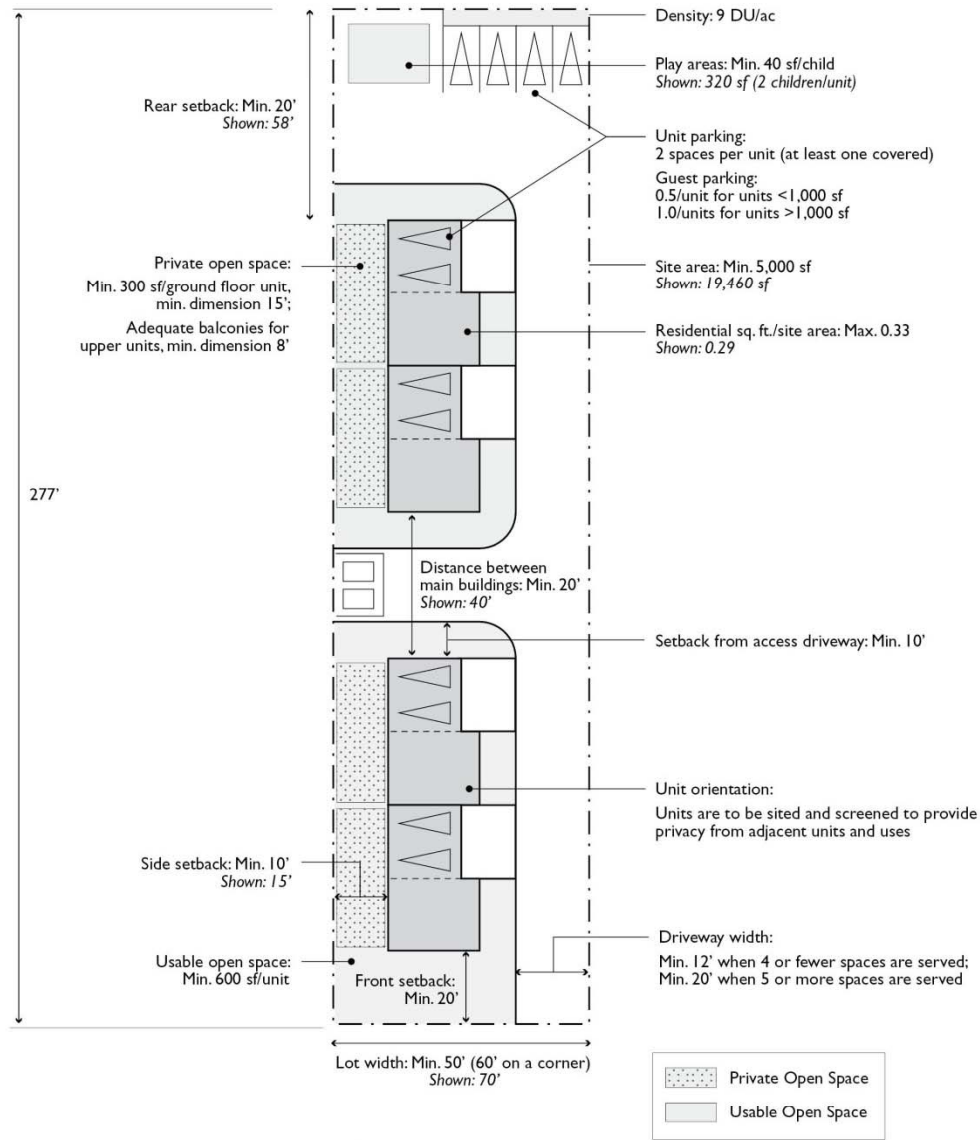 Density: 9 DU/ac
Play areas: Min. 40 sf/child
Shown: 320 sf (2 children/unit)
Rear setback: Min. 20’
Shown: 58’
Unit parking:
2 spaces per unit (at least one covered)
Guest parking:
0.5/unit for units <1,000 sf
1.0/units for units >1,000 sf
Private open space:
Min. 300 sf/ground floor unit,
min. dimension 15’;
Adequate balconies for
upper units, min. dimension 8’
Site area: Min. 5,000 sf
Shown: 19,460 sf
Residential sq. ft./site area: Max. 0.33
Shown: 0.29
277’
Distance between
main buildings: Min. 20’
Shown: 40’
Setback from access driveway: Min. 10’
Unit orientation:
Units are to be sited and screened to provide
privacy from adjacent units and uses
Side setback: Min. 10’
Shown: 15’
Usable open space:
Min. 600 sf/unit
Front setback:
Min. 20’
Driveway width:
Min. 12’ when 4 or fewer spaces are served;
Min. 20’ when 5 or more spaces are served
Lot width: Min. 50’ (60’ on a corner)
Shown: 70’
Private Open Space
Usable Open Space